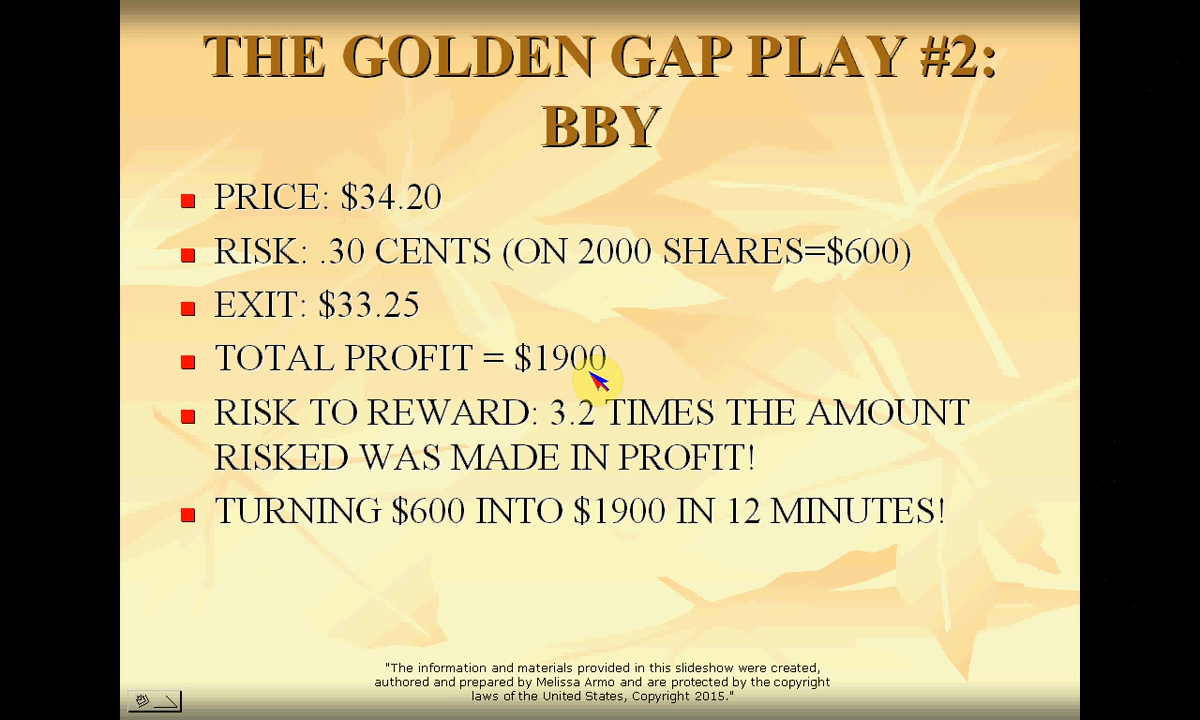 THE GOLDEN GAP PLAY #2:
BBY
PRICE: $34.20
RISK: .30 CENTS (ON 2000 SHARES=$600)
EXIT: $33.25
TOTAL PROFIT = $1900
RISK TO REWARD: 3.2 TIMES THE AMOUNT
RISKED WAS MADE IN PROFIT!
TURNING $600 INTO $1900 IN 12 MINUTES!
"The information and materials provided in this slideshow were created,
authored and prepared by Melissa Armo and are protected by the copyright
laws of the United States, Copyright 2015."